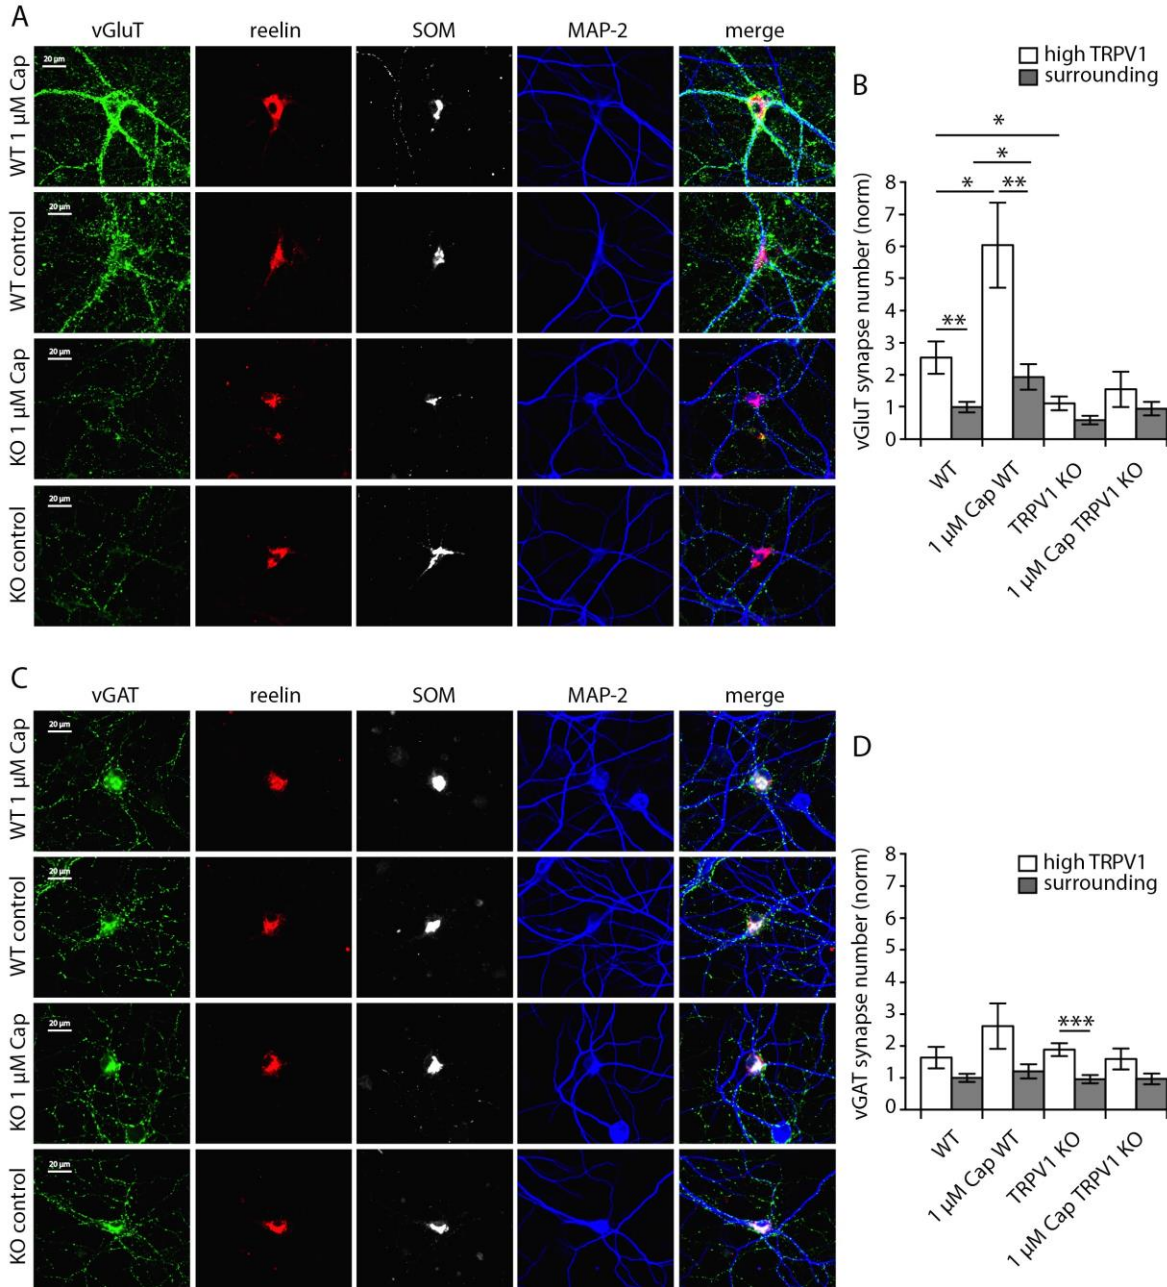 A
vGluT reelin SOM MAP-2 merge
WT 1 µM Cap
20 µm
WT control
20 µm
KO 1 µM Cap
20 µm
KO control
20 µm
B
high TRPV1
surrounding
*
*
* **
**
vGluT synapse number (norm)
8
7
6
5
4
3
2
1
0
WT
1 µM Cap WT
TRPV1 KO
1 µM Cap TRPV1 KO
C
vGAT reelin SOM MAP-2 merge
WT 1 µM Cap
20 µm
WT control
20 µm
KO 1 µM Cap
20 µm
KO control
20 µm
D
high TRPV1
surrounding
***
vGAT synapse number (norm)
8
7
6
5
4
3
2
1
0
WT
1 µM Cap WT
TRPV1 KO
1 µM Cap TRPV1 KO